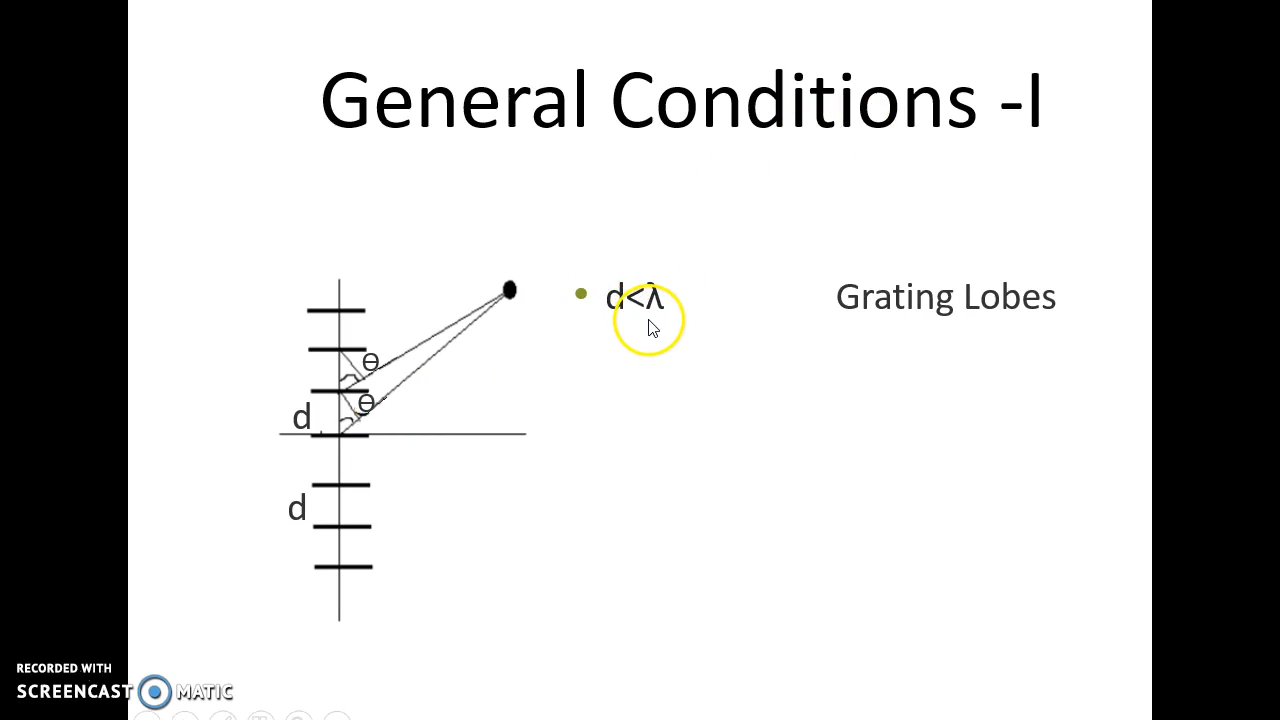 General Conditions -I
• d<λ
Grating Lobes
ϴ
ϴ
d
d
RECORDED WITH
SCREENCAST MATIC